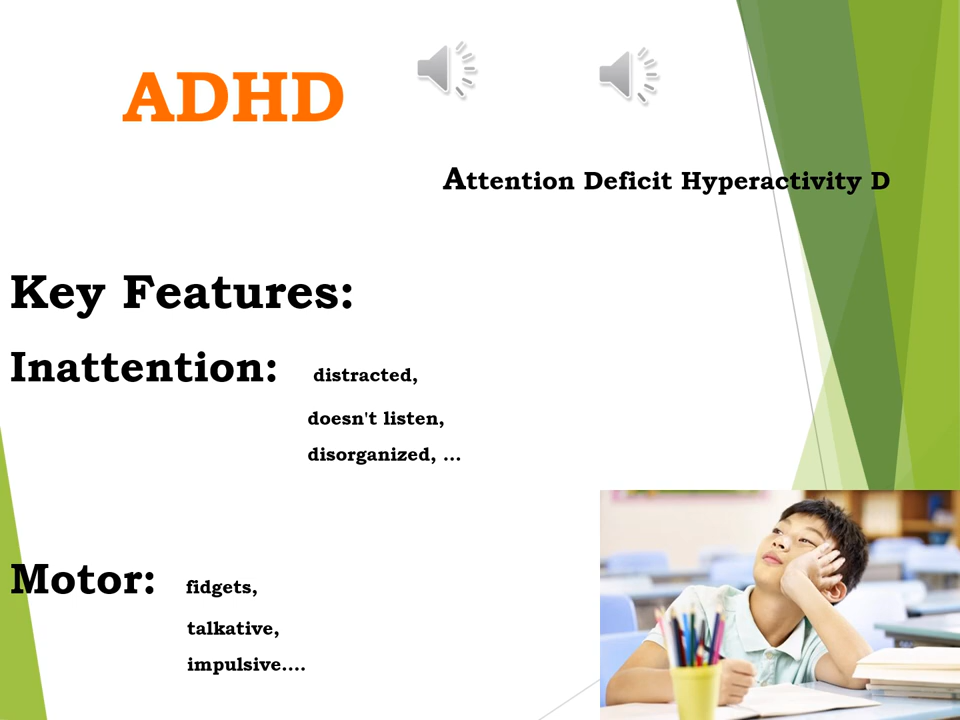 ADHD
Attention Deficit Hyperactivity D
Key Features:
Inattention: distracted,
doesn't listen,
disorganized, ...
Motor: fidgets,
talkative,
impulsive....